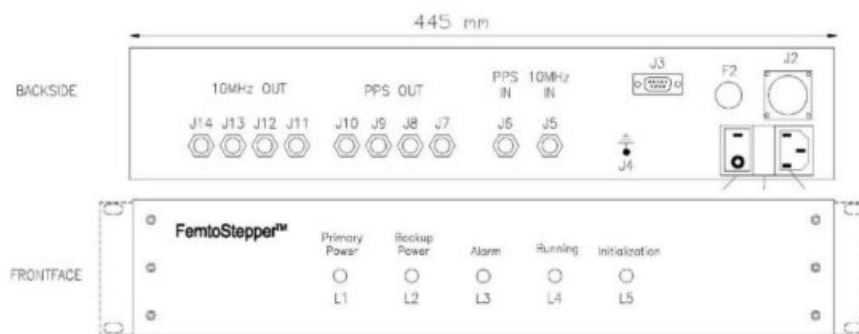 445 mm
BACKSIDE
10MHz OUT
PPS OUT
PPS IN
10MHz IN
J3
F2
J2
J14 J13 J12 J11
J10 J9 J8 J7
J6
J5
J4
FRONTFACE
FemtoStepper™
Primary Power
Backup Power
Alarm
Running
Initialization
L1 L2 L3 L4 L5